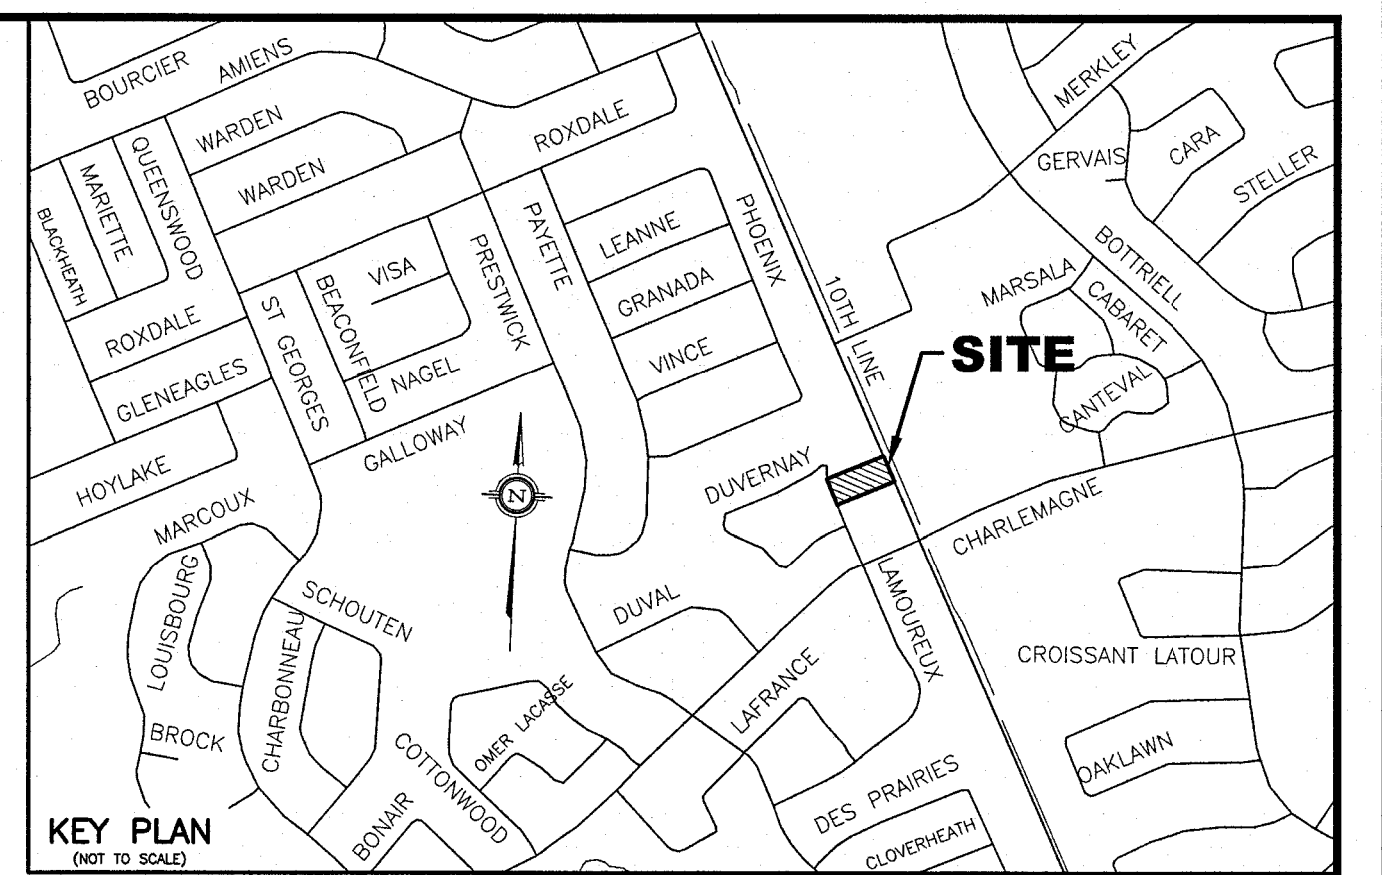 BOURCIER
AMIENS
MERKLEY
WARDEN
ROXDALE
QUEENSWOOD
GERVAIS
CARA
WARDEN
STELLER
MARIETTE
BLACKHEATH
PAYETTE
PHOENIX
LEANNE
BOTTRIELL
PRESTWICK
VISA
BEACONFIELD
MARSALA
GRANADA
10TH LINE
CABARET
ROXDALE
ST GEORGES
VINCE
SITE
GLENEAGLES
NAGEL
CANTEVAL
GALLOWAY
HOYLAKE
DUVERNAY
MARCOUX
N
CHARLEMAGNE
LOUISBOURG
SCHOUTEN
DUVAL
LAMOUREUX
CHARBONNEAU
CROISSANT LATOUR
LAFRANCE
OMER LACASSE
BROCK
COTTONWOOD
OAKLAWN
DES PRAIRIES
BONAIR
CLOVERHEATH
KEY PLAN
(NOT TO SCALE)